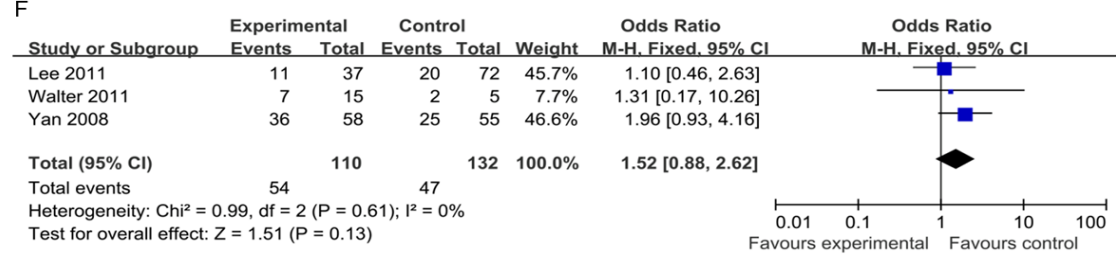 F
Experimental Control Odds Ratio Odds Ratio
Study or Subgroup Events Total Events Total Weight M-H, Fixed, 95% CI M-H, Fixed, 95% CI
Lee 2011 11 37 20 72 45.7% 1.10 [0.46, 2.63]
Walter 2011 7 15 2 5 7.7% 1.31 [0.17, 10.26]
Yan 2008 36 58 25 55 46.6% 1.96 [0.93, 4.16]
Total (95% CI) 110 132 100.0% 1.52 [0.88, 2.62]
Total events 54 47
Heterogeneity: Chi² = 0.99, df = 2 (P = 0.61); I² = 0%
Test for overall effect: Z = 1.51 (P = 0.13)
0.01 0.1 1 10 100
Favours experimental Favours control